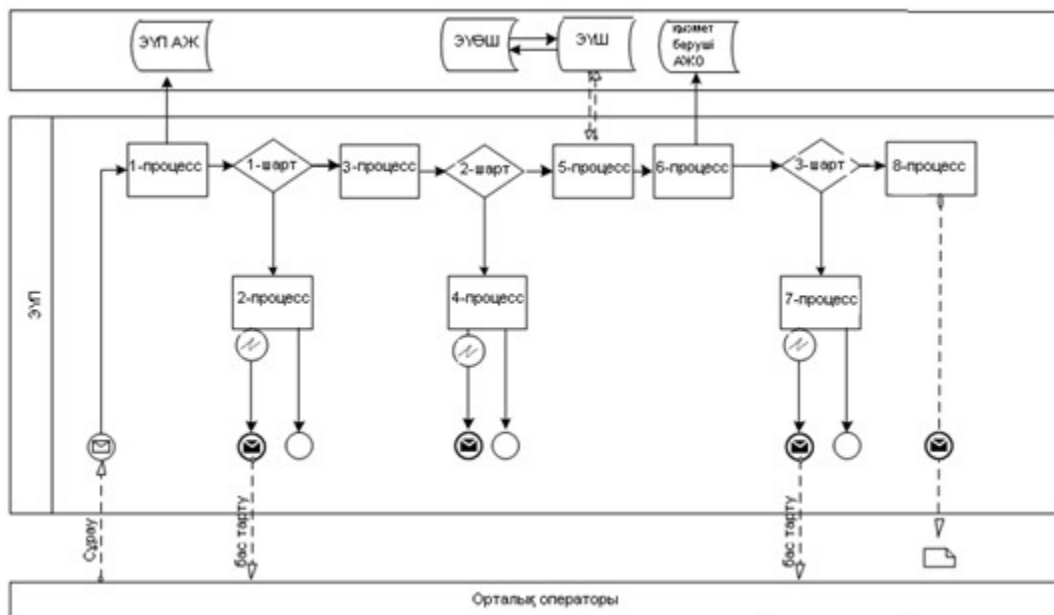 ЭҮП АЖ
ЭҮӨШ
ЭҮШ
қызмет
беруші
АЖО
1-процесс
1-шарт
3-процесс
2-шарт
5-процесс
6-процесс
3-шарт
8-процесс
2-процесс
4-процесс
7-процесс
ЭҮП
Сұрау
бас тарту
бас тарту
Орталық операторы